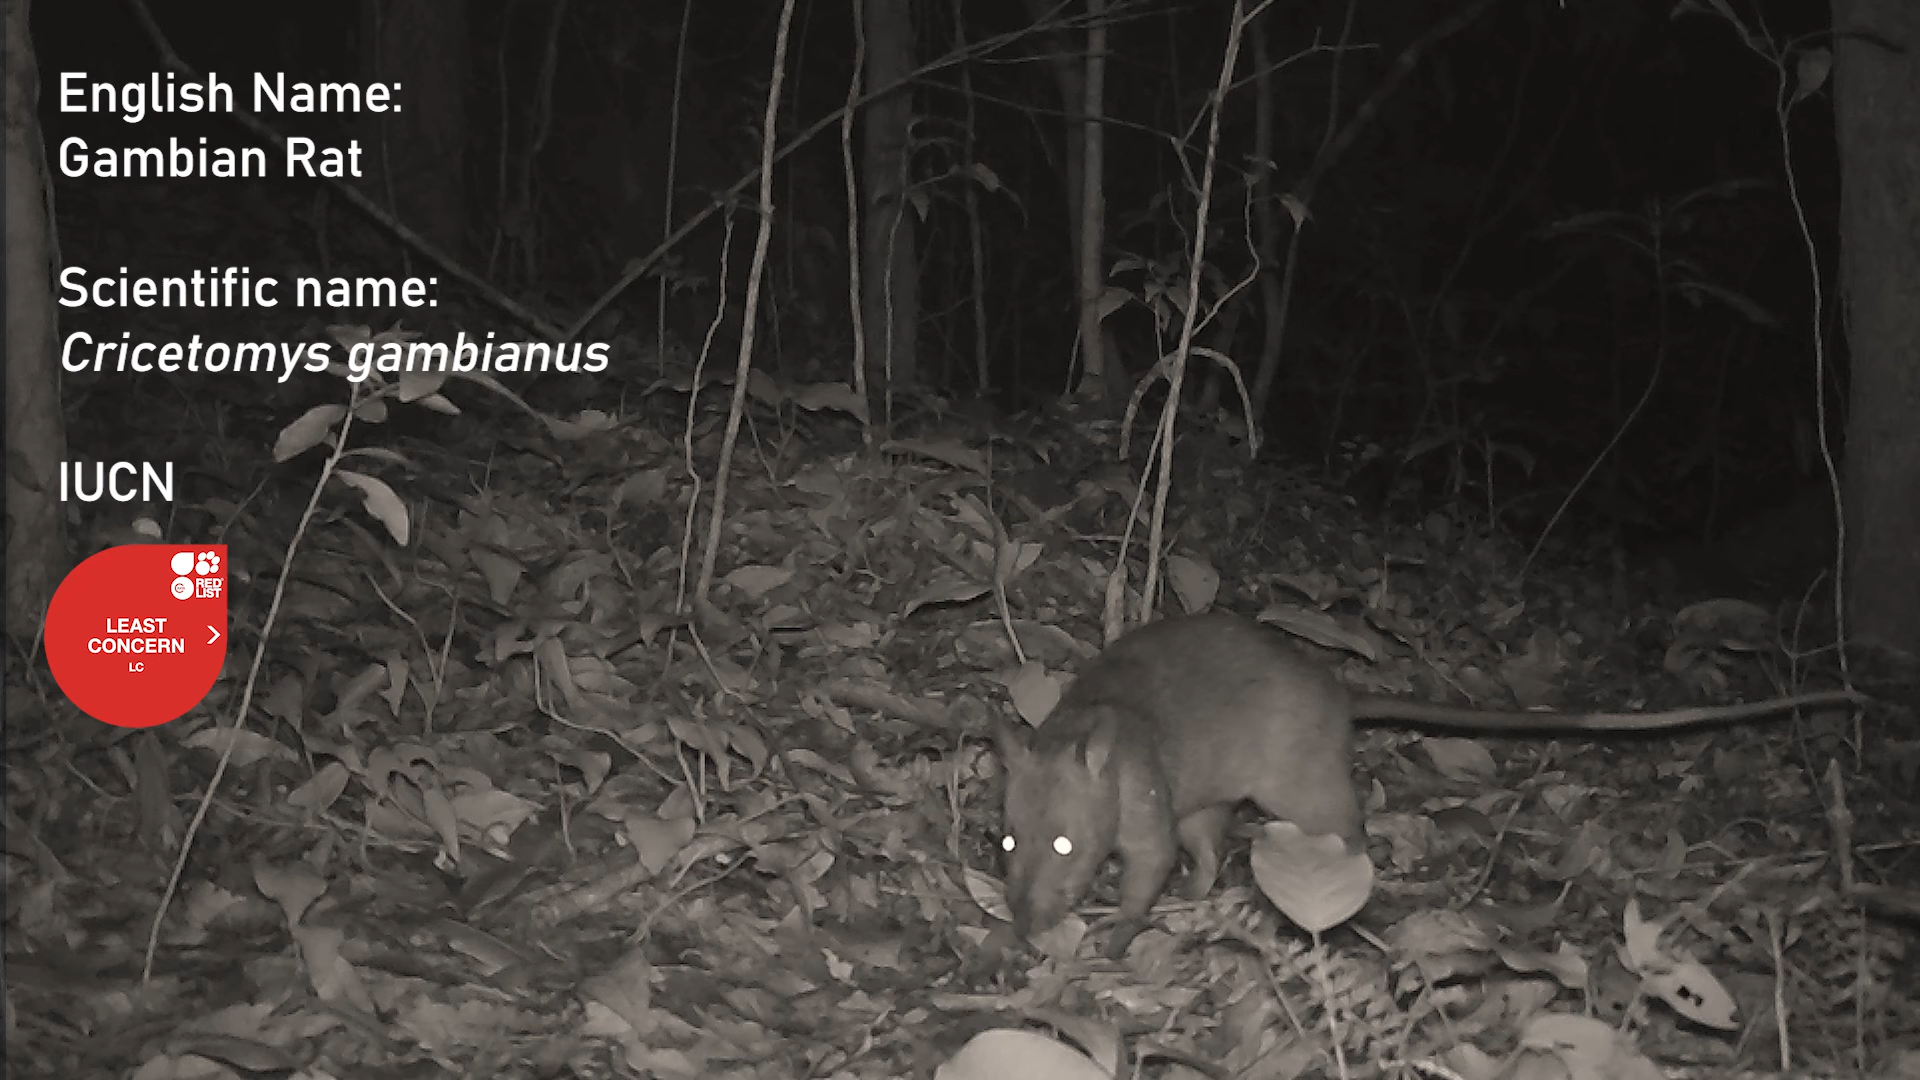 English Name:
Gambian Rat
Scientific name:
Cricetomys gambianus
IUCN
RED
LIST
LEAST
CONCERN
LC